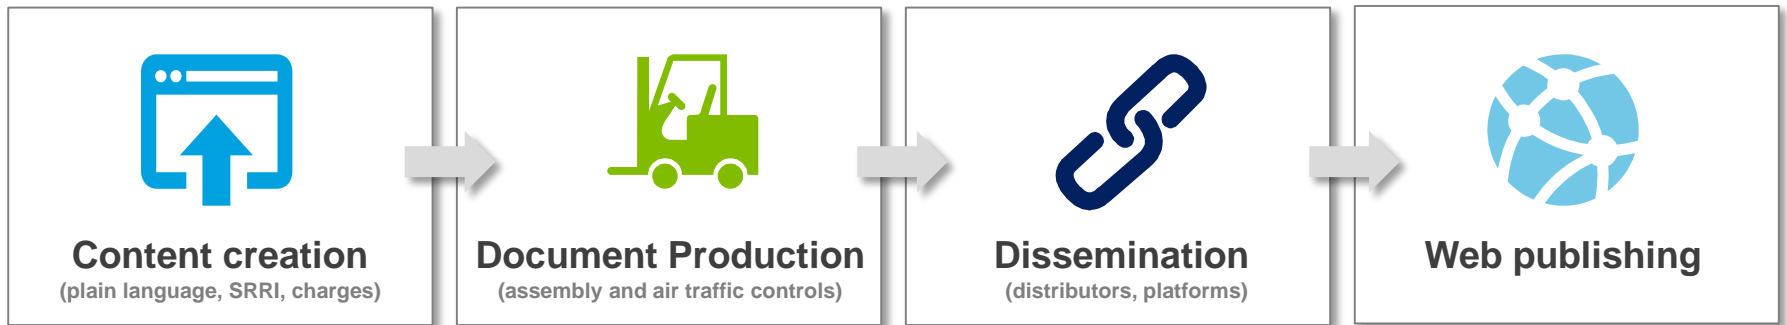 Content creation
(plain language, SRRI, charges)
Document Production
(assembly and air traffic controls)
Dissemination
(distributors, platforms)
Web publishing